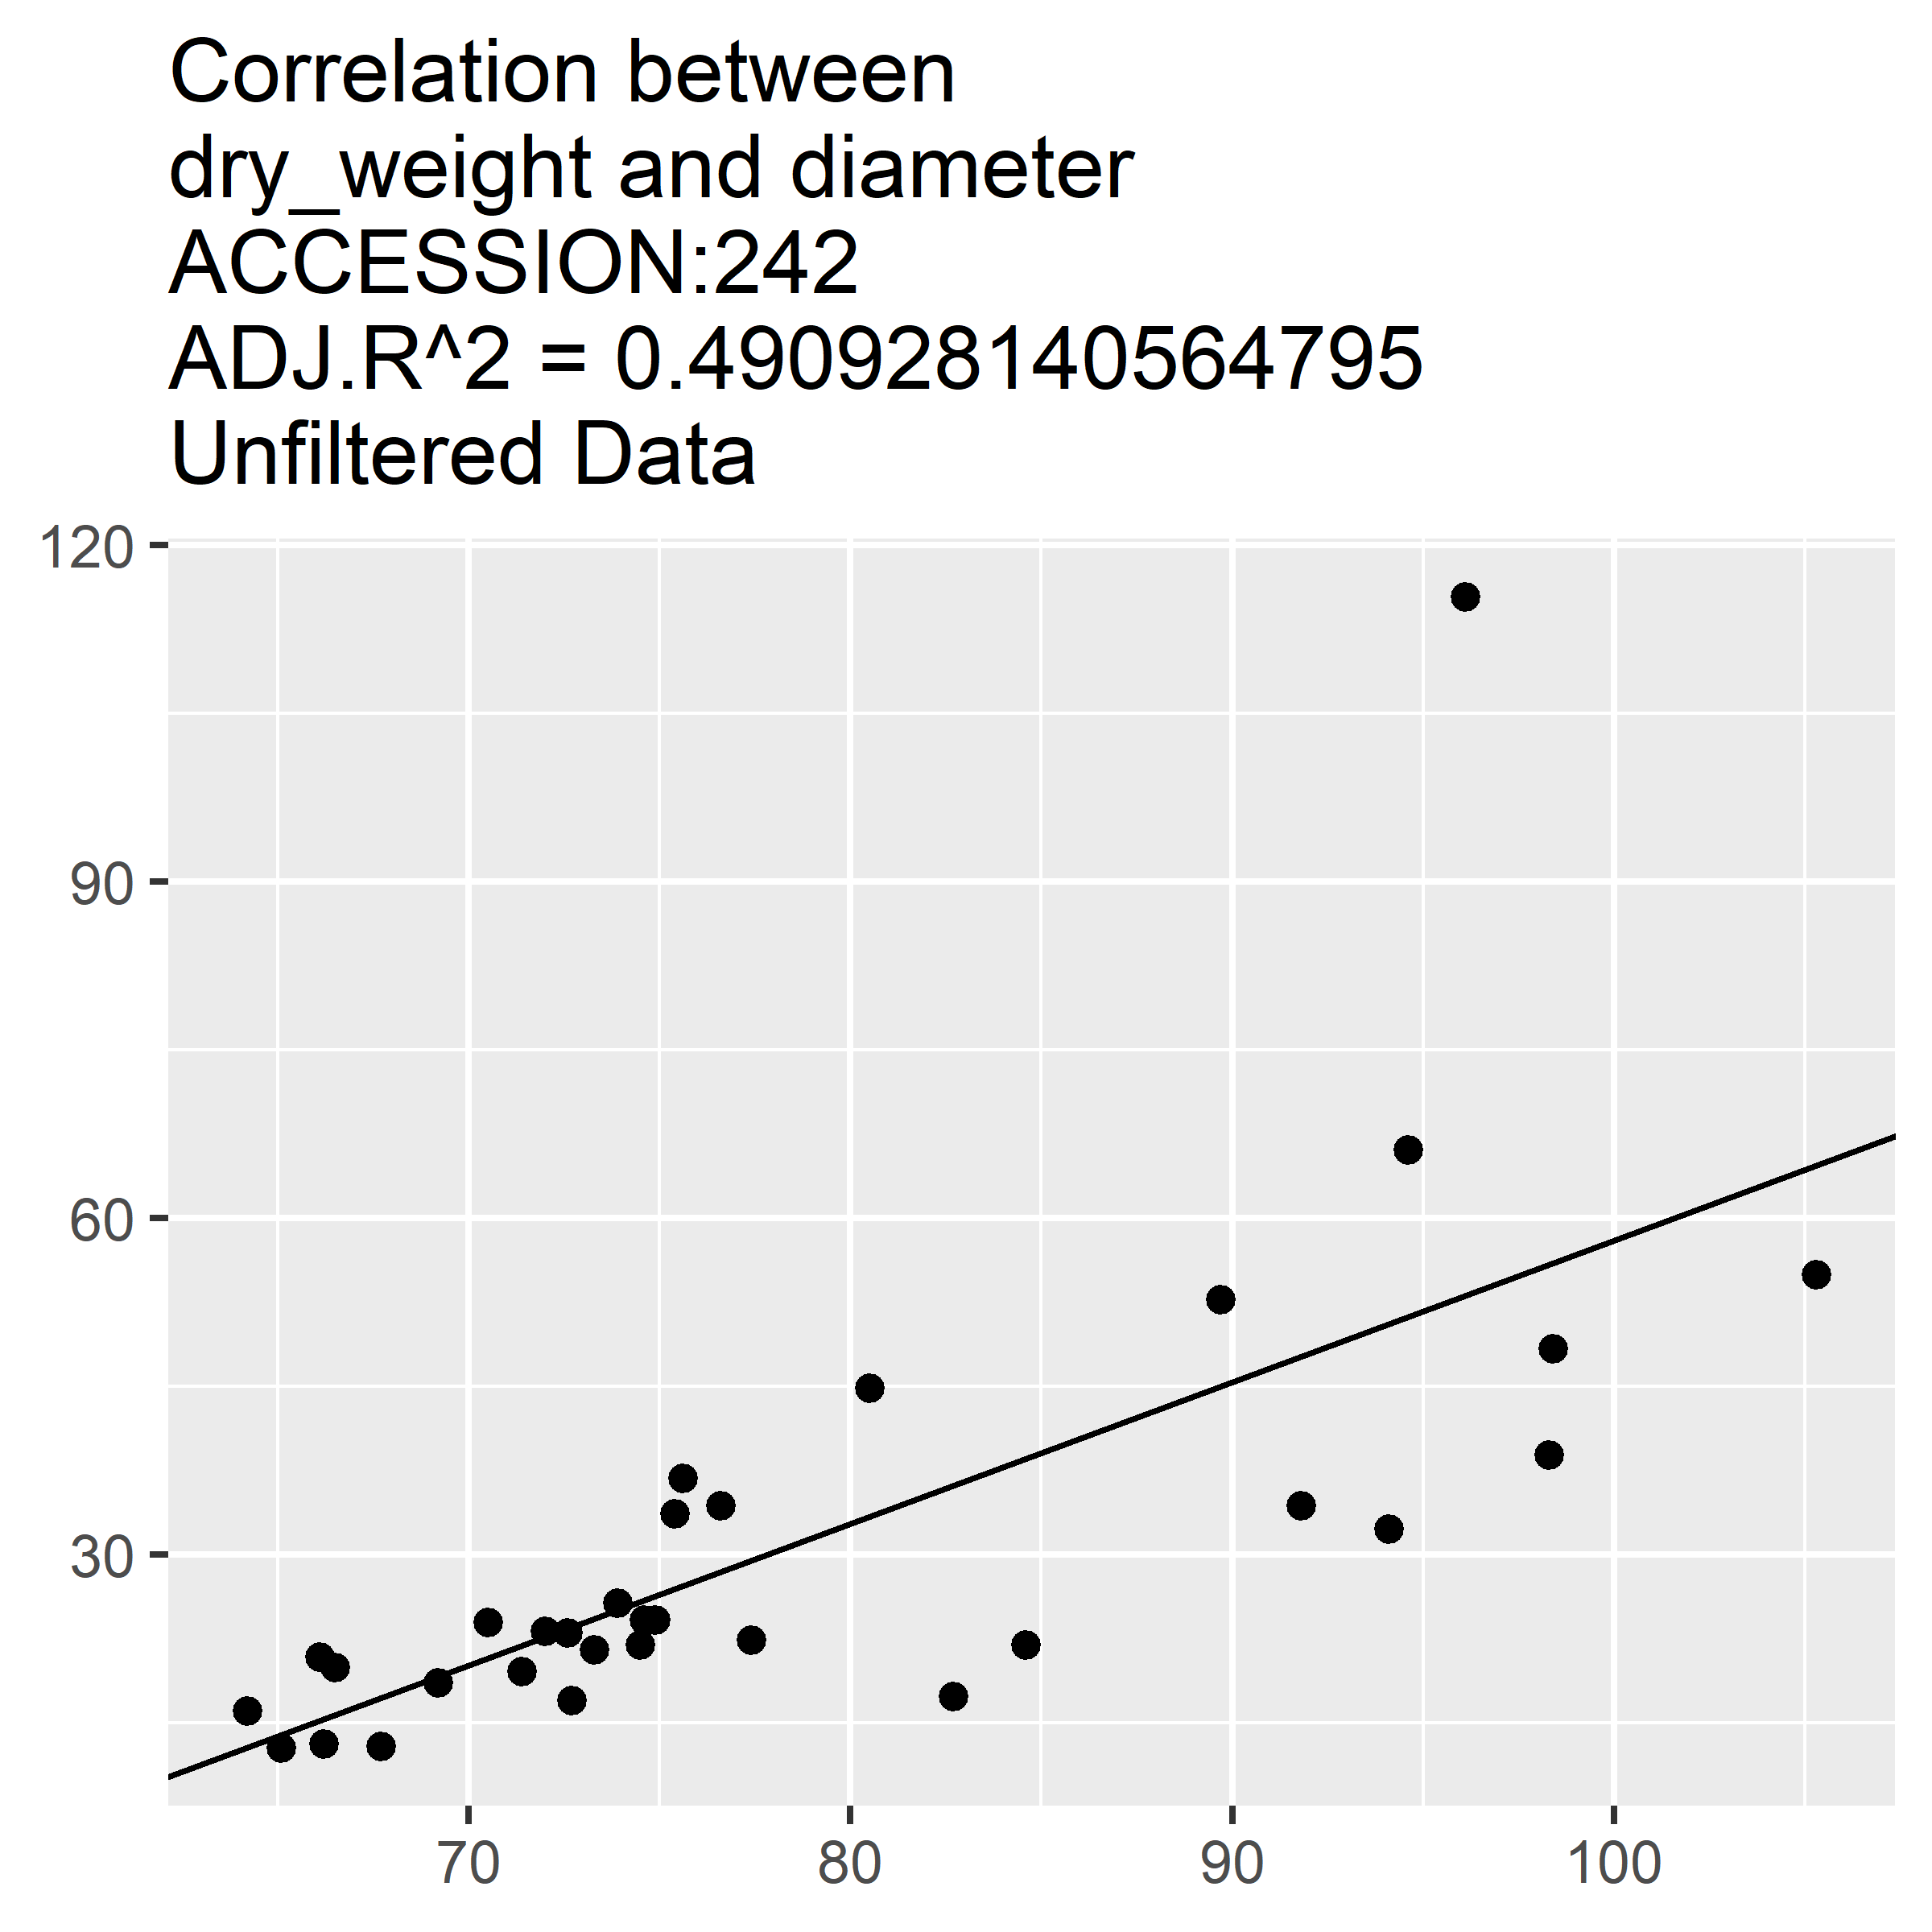 Correlation between
dry_weight and diameter
ACCESSION:242
ADJ.R^2 = 0.490928140564795
Unfiltered Data
120
90
60
30
70 80 90 100